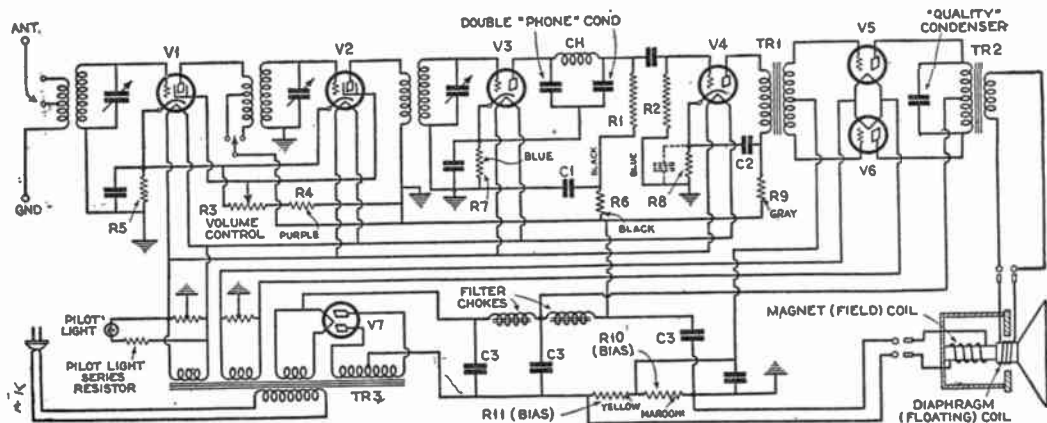 ANT.
V1
V2
DOUBLE "PHONE" COND
CH
V3
V4
TR1
V5
"QUALITY"
CONDENSER
TR2
R1
R2
BLACK
BLUE
BLUE
C1
C2
V6
GND
R5
R3
VOLUME
CONTROL
R4
PURPLE
R7
R6
BLACK
R8
R9
GRAY
PILOT
LIGHT
PILOT LIGHT
SERIES
RESISTOR
V7
TR3
FILTER
CHOKES
C3
C3
R10
(BIAS)
C3
R11 (BIAS)
YELLOW
MAROON
MAGNET (FIELD) COIL
DIAPHRAGM
(FLOATING) COIL
A-K